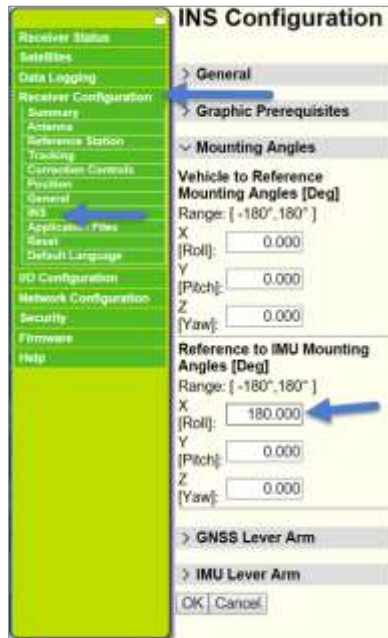 INS Configuration
Receiver Status
Satellites
Data Logging
Receiver Configuration
Summary
Antenna
Reference Station
Tracking
Correction Controls
Position
General
INS
Application Files
Reset
Default Language
I/O Configuration
Network Configuration
Security
Firmware
Help
> General
> Graphic Prerequisites
Mounting Angles
Vehicle to Reference
Mounting Angles [Deg]
Range: [ -180°,180° ]
X
[Roll]: 0.000
Y
[Pitch]: 0.000
Z
[Yaw]: 0.000
Reference to IMU Mounting
Angles [Deg]
Range: [ -180°,180° ]
X
[Roll]: 180.000
Y
[Pitch]: 0.000
Z
[Yaw]: 0.000
> GNSS Lever Arm
> IMU Lever Arm
OK Cancel